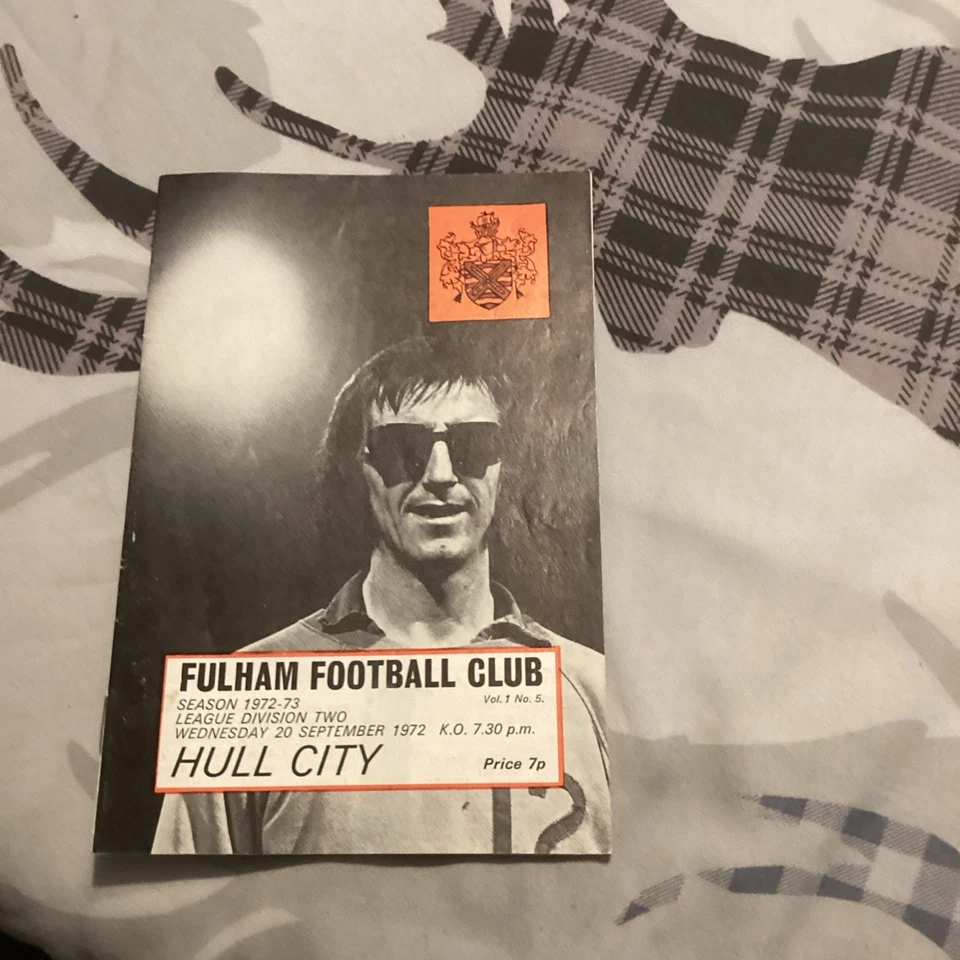 FULHAM FOOTBALL CLUB
SEASON 1972-73 Vol. 1 No. 5.
LEAGUE DIVISION TWO
WEDNESDAY 20 SEPTEMBER 1972 K.O. 7.30 p.m.
HULL CITY Price 7p
12